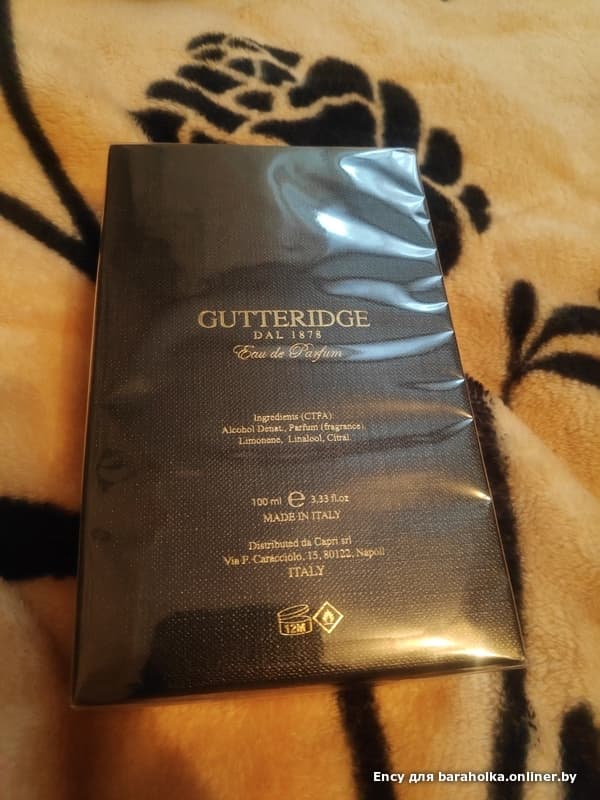 GUTTERIDGE
DAL 1878
Eau de Parfum
Ingredients (CTFA)
Alcohol Denat., Parfum (fragrance)
Limonene, Linalool, Citral
100 ml e 3,33 fl.oz
MADE IN ITALY
Distributed da Capri srl
Via F. Caracciolo, 15, 80122, Napoli
ITALY
12M
Ency для baraholka.onliner.by